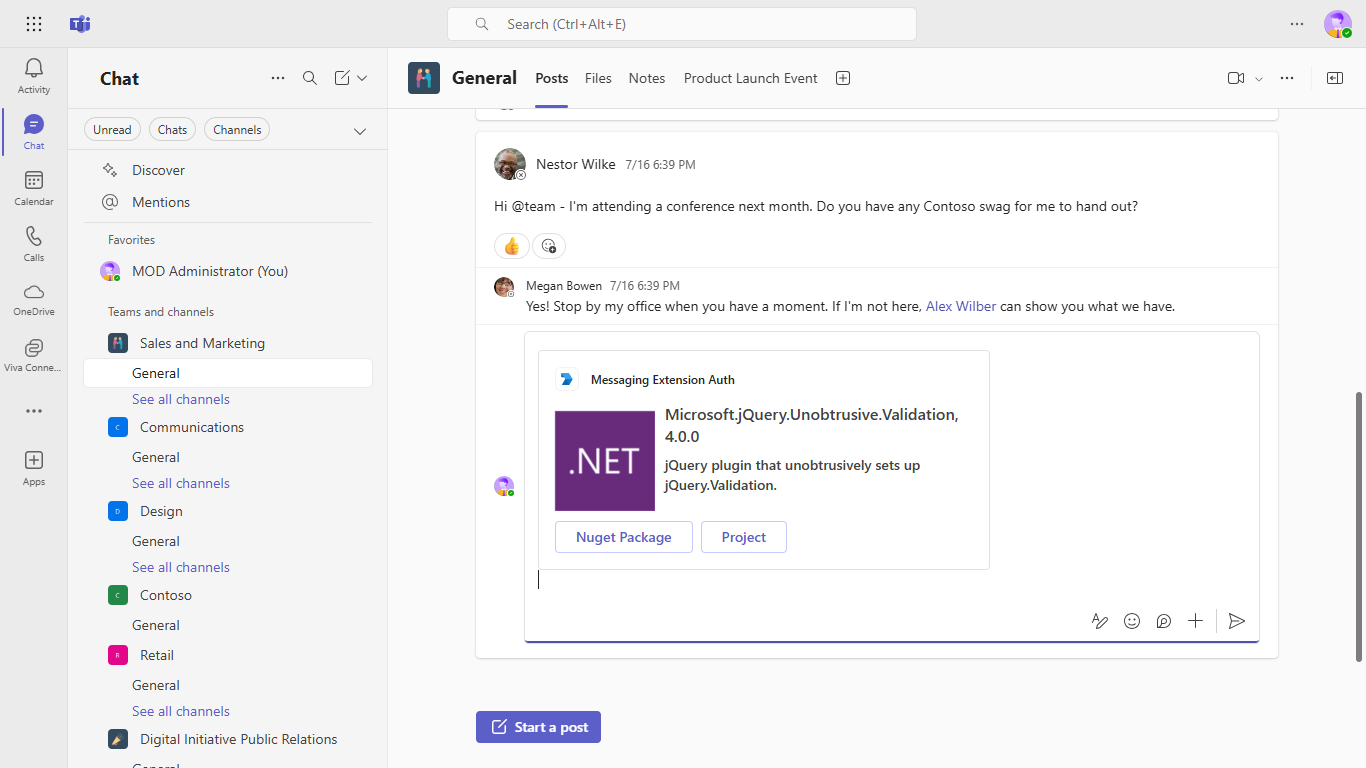 Search (Ctrl+Alt+E)
Activity
Chat
Calendar
Calls
OneDrive
Viva Conne...
Apps
Chat
Unread
Chats
Channels
Discover
Mentions
Favorites
MOD Administrator (You)
Teams and channels
Sales and Marketing
General
See all channels
C
Communications
General
See all channels
D
Design
General
See all channels
C
Contoso
General
R
Retail
General
See all channels
Digital Initiative Public Relations
General
General
Posts
Files
Notes
Product Launch Event
Nestor Wilke 7/16 6:39 PM
Hi @team - I'm attending a conference next month. Do you have any Contoso swag for me to hand out?
Megan Bowen 7/16 6:39 PM
Yes! Stop by my office when you have a moment. If I'm not here, Alex Wilber can show you what we have.
Messaging Extension Auth
.NET
Microsoft.jQuery.Unobtrusive.Validation,
4.0.0
jQuery plugin that unobtrusively sets up
jQuery.Validation.
Nuget Package
Project
Start a post